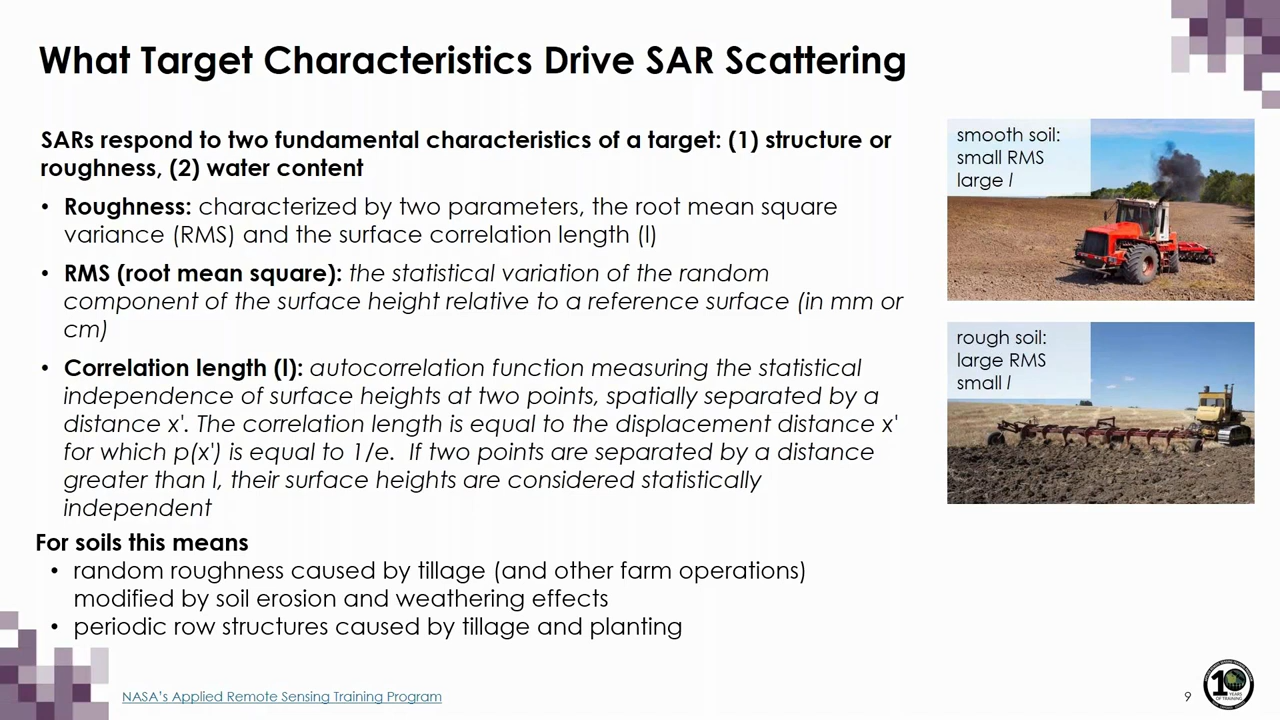 What Target Characteristics Drive SAR Scattering
SARs respond to two fundamental characteristics of a target: (1) structure or
roughness, (2) water content
• Roughness: characterized by two parameters, the root mean square
variance (RMS) and the surface correlation length (l)
• RMS (root mean square): the statistical variation of the random
component of the surface height relative to a reference surface (in mm or
cm)
• Correlation length (l): autocorrelation function measuring the statistical
independence of surface heights at two points, spatially separated by a
distance x'. The correlation length is equal to the displacement distance x'
for which p(x') is equal to 1/e.  If two points are separated by a distance
greater than l, their surface heights are considered statistically
independent
For soils this means
• random roughness caused by tillage (and other farm operations)
modified by soil erosion and weathering effects
• periodic row structures caused by tillage and planting
smooth soil:
small RMS
large l
rough soil:
large RMS
small l
NASA's Applied Remote Sensing Training Program
9
10
YEARS
OF TRAINING